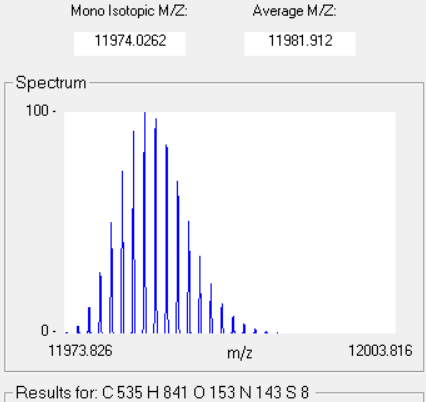 Mono Isotopic M/Z: Average M/Z:
11974.0262 11981.912
Spectrum
100 -
0 -
11973.826 m/z 12003.816
Results for: C 535 H 841 O 153 N 143 S 8